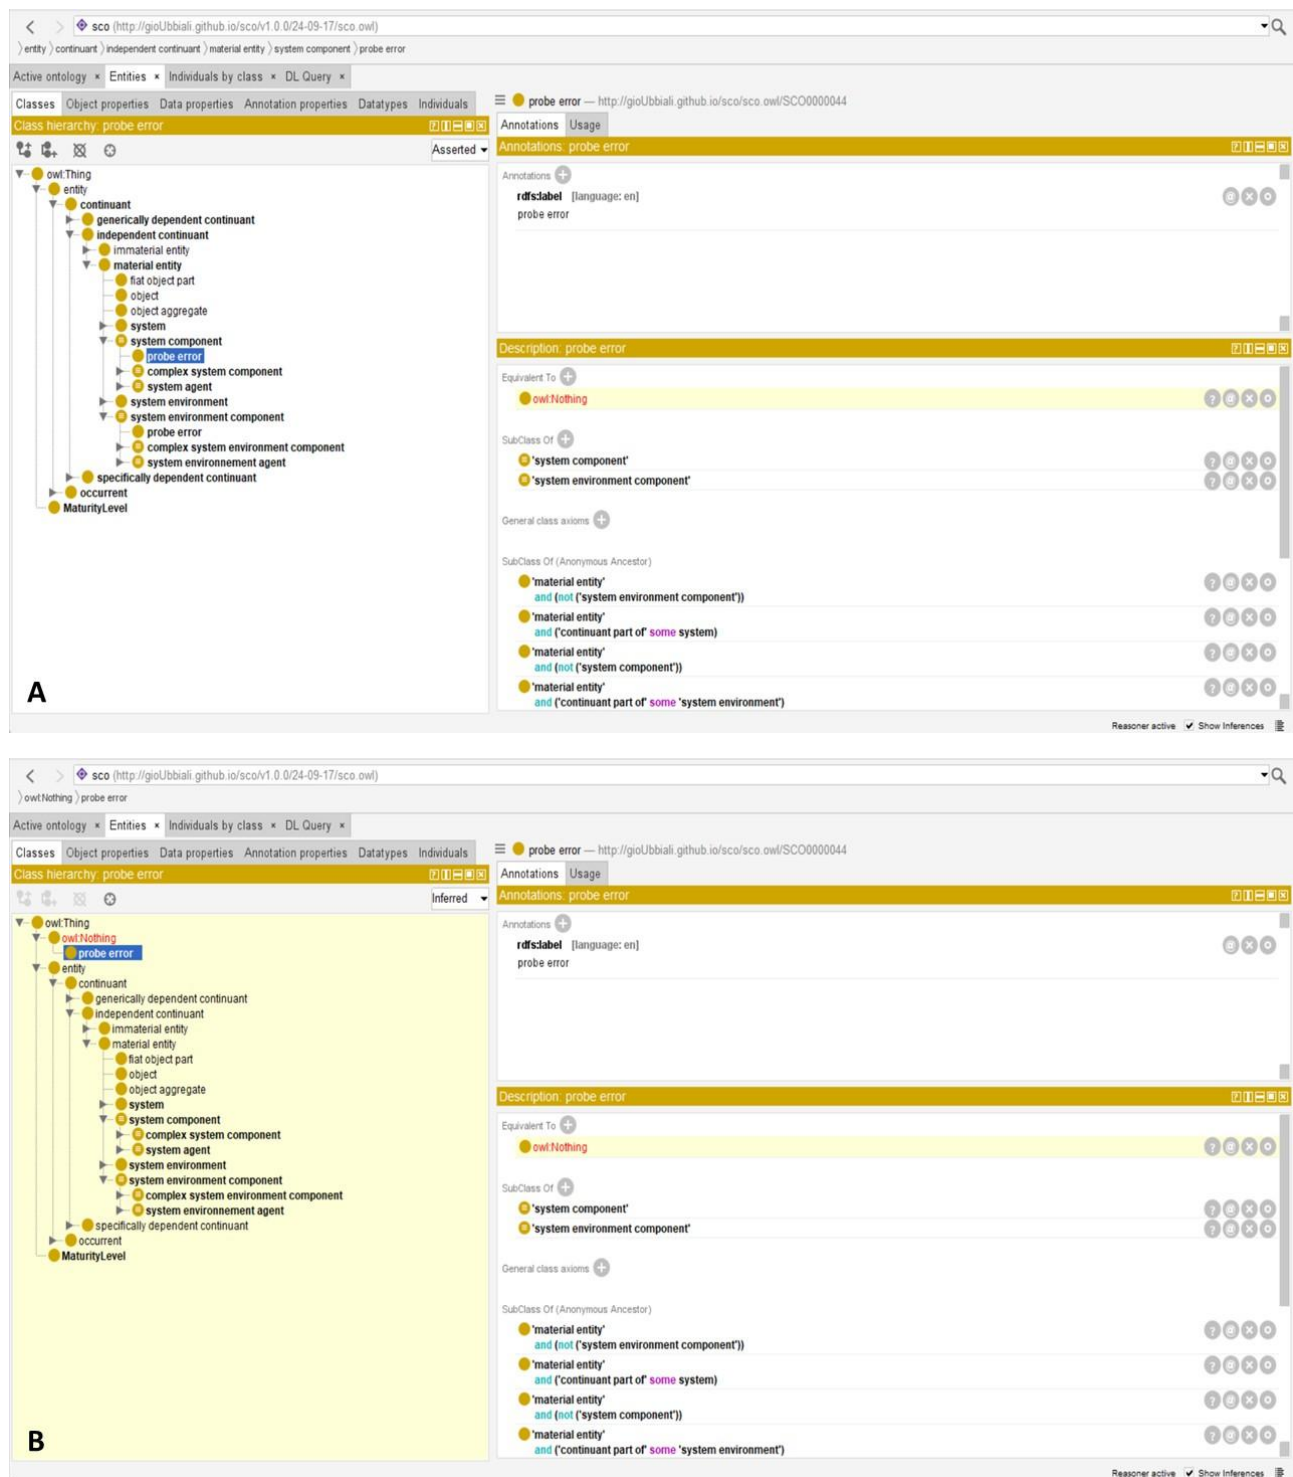 sco (http://gioUbbiali.github.io/sco/v1.0.0/24-09-17/sco.owl)
entity continuant independent continuant material entity system component probe error
Active ontology × Entities × Individuals by class × DL Query ×
Classes Object properties Data properties Annotation properties Datatypes Individuals
Class hierarchy: probe error
Asserted
owl:Thing
entity
continuant
generically dependent continuant
independent continuant
immaterial entity
material entity
fiat object part
object
object aggregate
system
system component
probe error
complex system component
system agent
system environment
system environment component
probe error
complex system environment component
system environnement agent
specifically dependent continuant
occurrent
MaturityLevel
A
probe error — http://gioUbbiali.github.io/sco/sco.owl/SCO0000044
Annotations Usage
Annotations: probe error
Annotations
rdfs:label [language: en]
probe error
Description: probe error
Equivalent To
owl:Nothing
SubClass Of
'system component'
'system environment component'
General class axioms
SubClass Of (Anonymous Ancestor)
'material entity'
and (not ('system environment component'))
'material entity'
and ('continuant part of' some system)
'material entity'
and (not ('system component'))
'material entity'
and ('continuant part of' some 'system environment')
Reasoner active Show Inferences
sco (http://gioUbbiali.github.io/sco/v1.0.0/24-09-17/sco.owl)
owl:Nothing probe error
Active ontology × Entities × Individuals by class × DL Query ×
Classes Object properties Data properties Annotation properties Datatypes Individuals
Class hierarchy: probe error
Inferred
owl:Thing
owl:Nothing
probe error
entity
continuant
generically dependent continuant
independent continuant
immaterial entity
material entity
fiat object part
object
object aggregate
system
system component
complex system component
system agent
system environment
system environment component
complex system environment component
system environnement agent
specifically dependent continuant
occurrent
MaturityLevel
B
probe error — http://gioUbbiali.github.io/sco/sco.owl/SCO0000044
Annotations Usage
Annotations: probe error
Annotations
rdfs:label [language: en]
probe error
Description: probe error
Equivalent To
owl:Nothing
SubClass Of
'system component'
'system environment component'
General class axioms
SubClass Of (Anonymous Ancestor)
'material entity'
and (not ('system environment component'))
'material entity'
and ('continuant part of' some system)
'material entity'
and (not ('system component'))
'material entity'
and ('continuant part of' some 'system environment')
Reasoner active Show Inferences